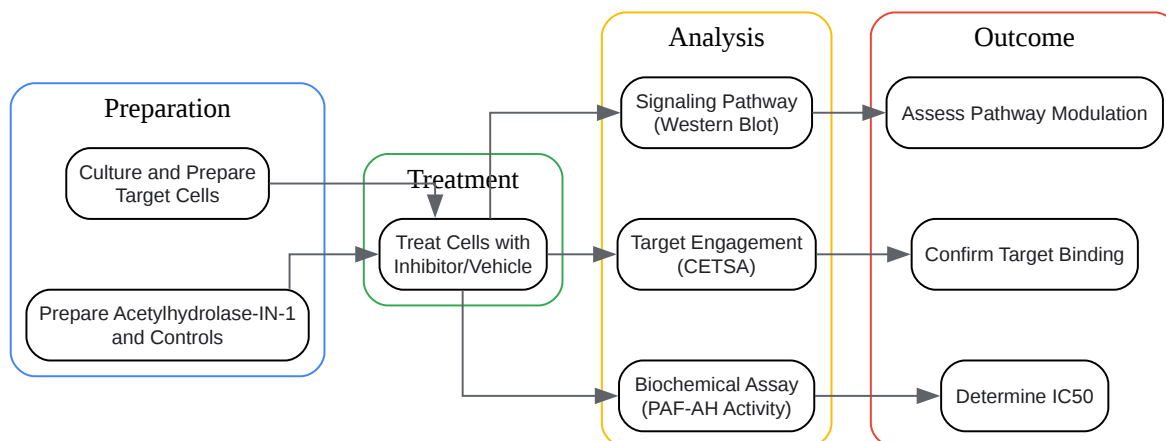 Preparation
Culture and Prepare
Target Cells
Prepare Acetylhydrolase-IN-1
and Controls
Treatment
Treat Cells with
Inhibitor/Vehicle
Analysis
Signaling Pathway
(Western Blot)
Target Engagement
(CETSA)
Biochemical Assay
(PAF-AH Activity)
Outcome
Assess Pathway Modulation
Confirm Target Binding
Determine IC50